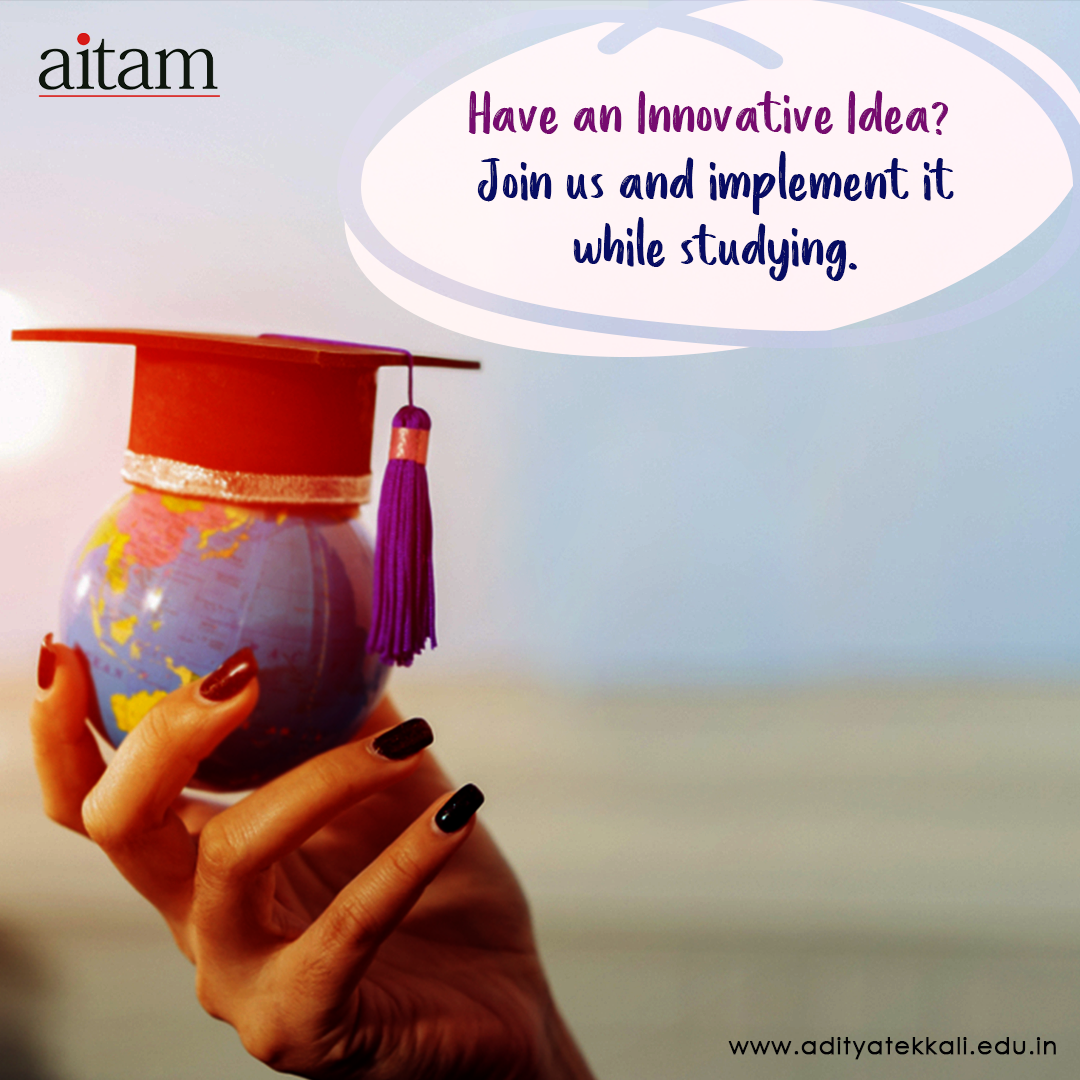 aitam
Have an Innovative Idea?
Join us and implement it
while studying.
www.adityatekkali.edu.in